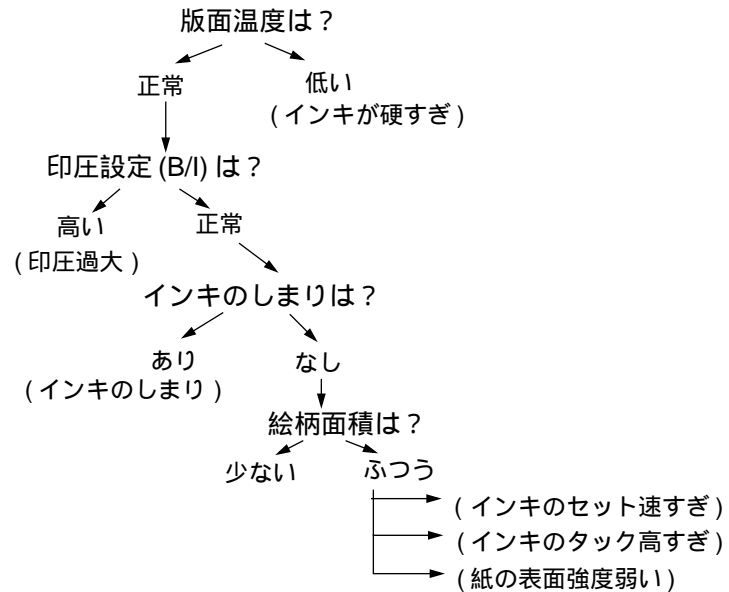 版面温度は？
正常
低い
(インキが硬すぎ)
印圧設定(B/I)は？
高い
(印圧過大)
正常
インキのしまりは？
あり
(インキのしまり)
なし
絵柄面積は？
少ない
ふつう
(インキのセット速すぎ)
(インキのタック高すぎ)
(紙の表面強度弱い)